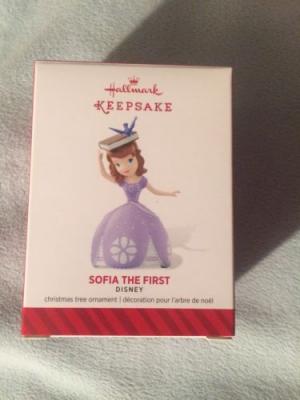 Hallmark
KEEPSAKE
SOFIA THE FIRST
DISNEY
christmas tree ornament | décoration pour l'arbre de noël